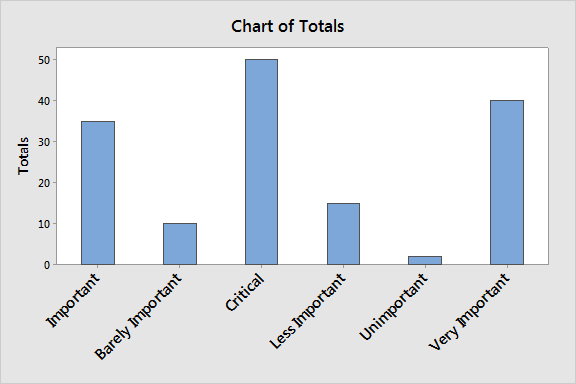 Chart of Totals
Totals
50
40
30
20
10
0
Important
Barely Important
Critical
Less Important
Unimportant
Very Important